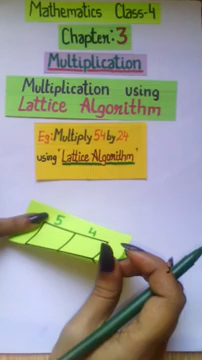 Mathematics Class-4
Chapter:3
Multiplication
Multiplication using
Lattice Algorithm
Eg: Multiply 54 by 24
using "Lattice Algorithm"
5 4